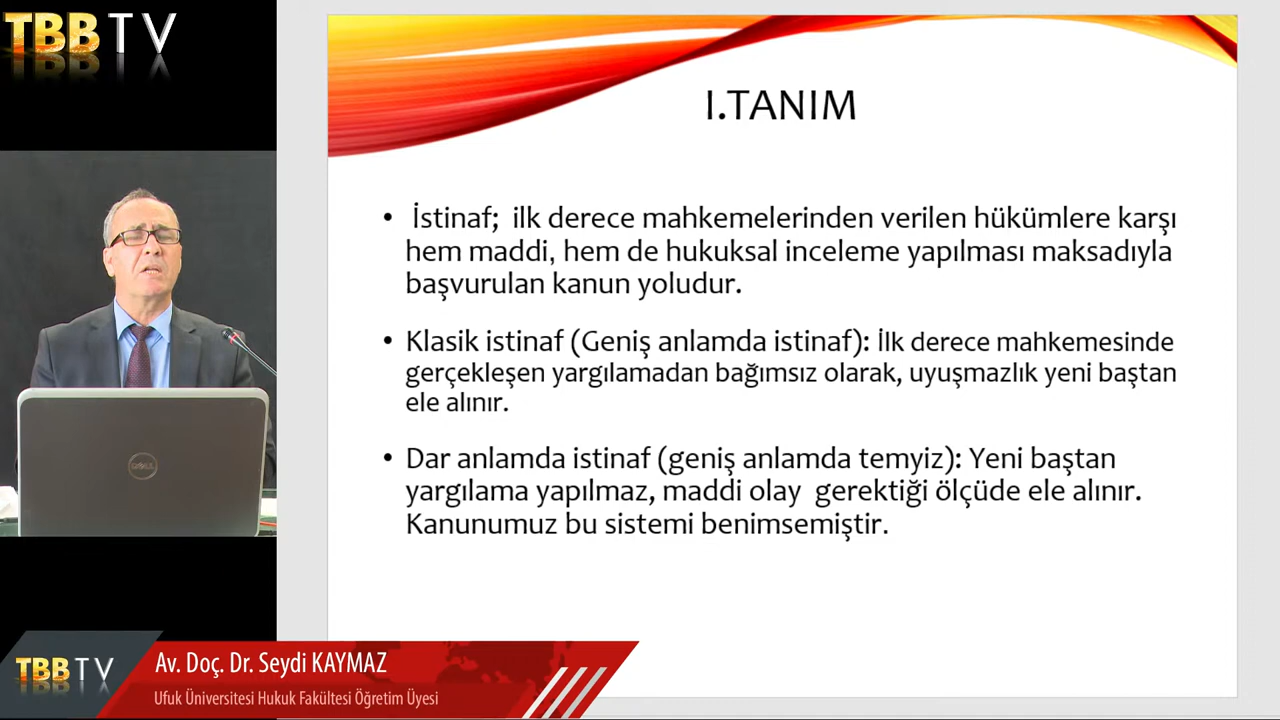 TBB TV
I.TANIM
• İstinaf; ilk derece mahkemelerinden verilen hükümlere karşı
hem maddi, hem de hukuksal inceleme yapılması maksadıyla
başvurulan kanun yoludur.
• Klasik istinaf (Geniş anlamda istinaf): İlk derece mahkemesinde
gerçekleşen yargılamadan bağımsız olarak, uyuşmazlık yeni baştan
ele alınır.
• Dar anlamda istinaf (geniş anlamda temyiz): Yeni baştan
yargılama yapılmaz, maddi olay gerektiği ölçüde ele alınır.
Kanunumuz bu sistemi benimsemiştir.
DELL
TBB TV
Av. Doç. Dr. Seydi KAYMAZ
Ufuk Üniversitesi Hukuk Fakültesi Öğretim Üyesi